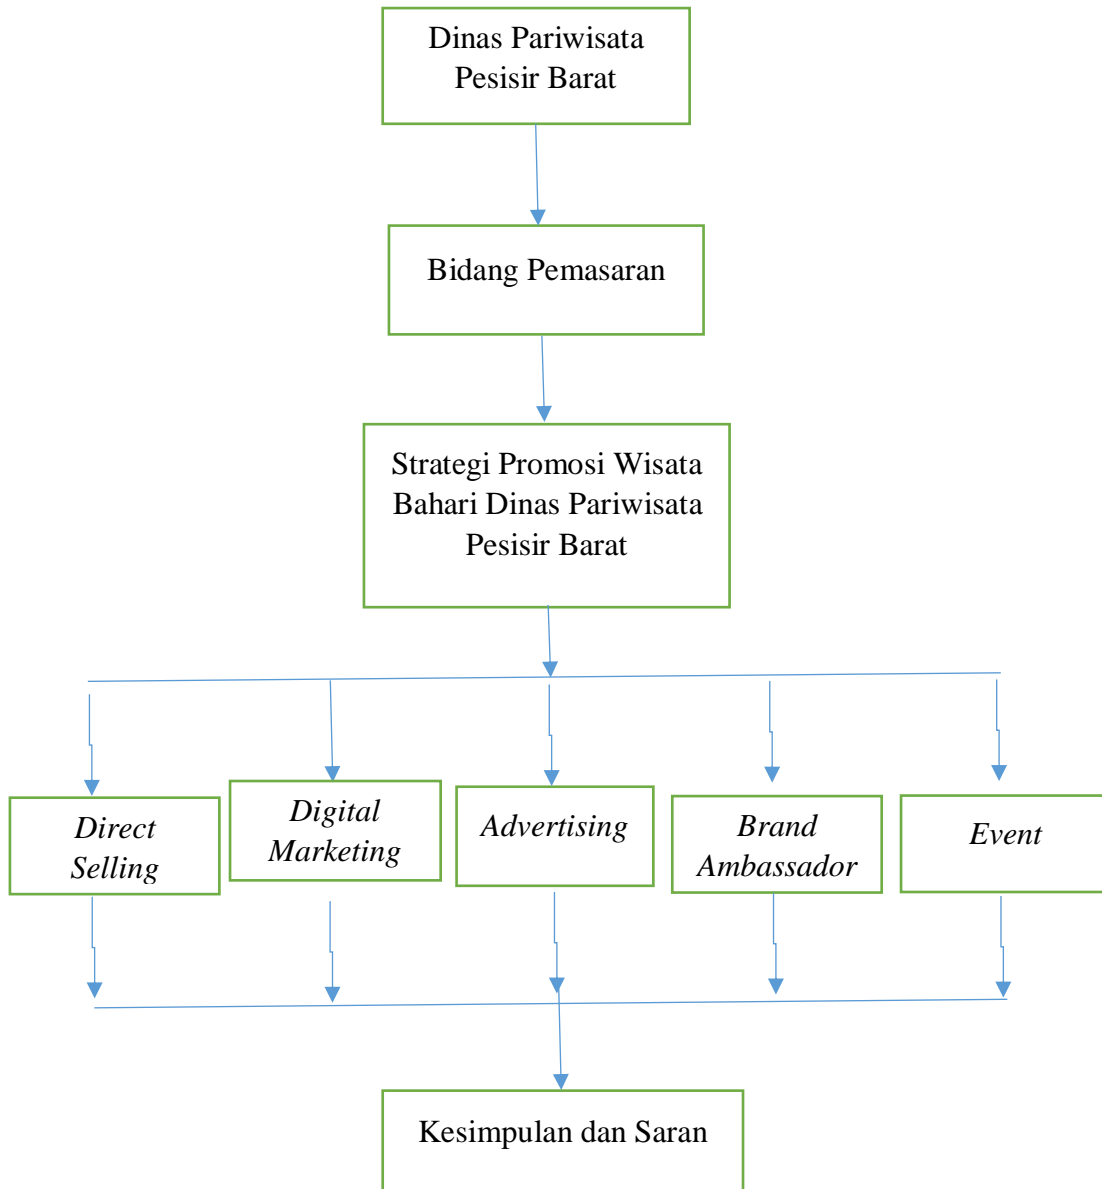 Dinas Pariwisata
Pesisir Barat
Bidang Pemasaran
Strategi Promosi Wisata
Bahari Dinas Pariwisata
Pesisir Barat
Direct
Selling
Digital
Marketing
Advertising
Brand
Ambassador
Event
Kesimpulan dan Saran